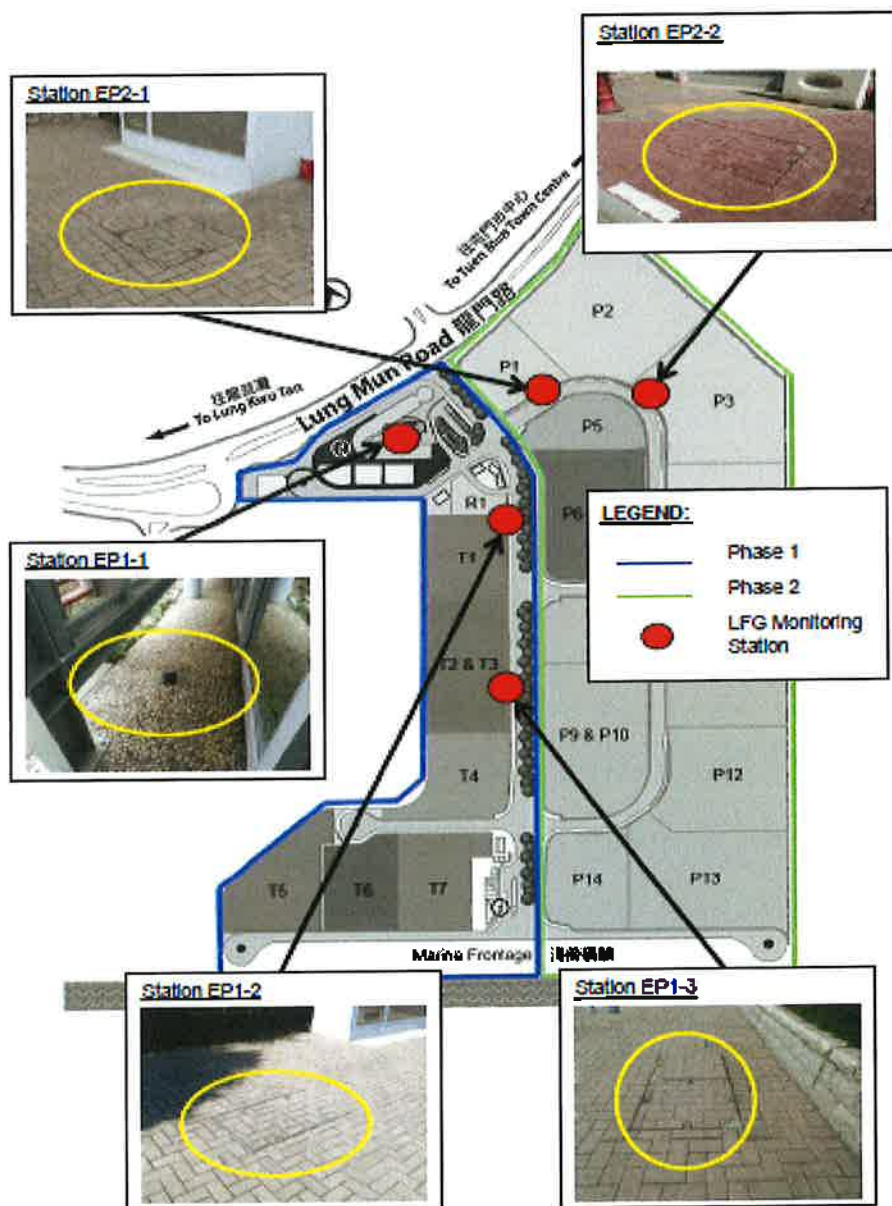 Station EP2-2
Station EP2-1
往屯門市中心
To Tuen Mun Town Centre
Lung Mun Road 龍門路
往龍鼓灘
To Lung Kwu Tan
P2
P1
P3
P5
P6
R1
T1
T2 & T3
T4
T5
T6
T7
P9 & P10
P12
P13
P14
LEGEND:
Phase 1
Phase 2
LFG Monitoring
Station
Station EP1-1
Marine Frontage
Station EP1-2
Station EP1-3